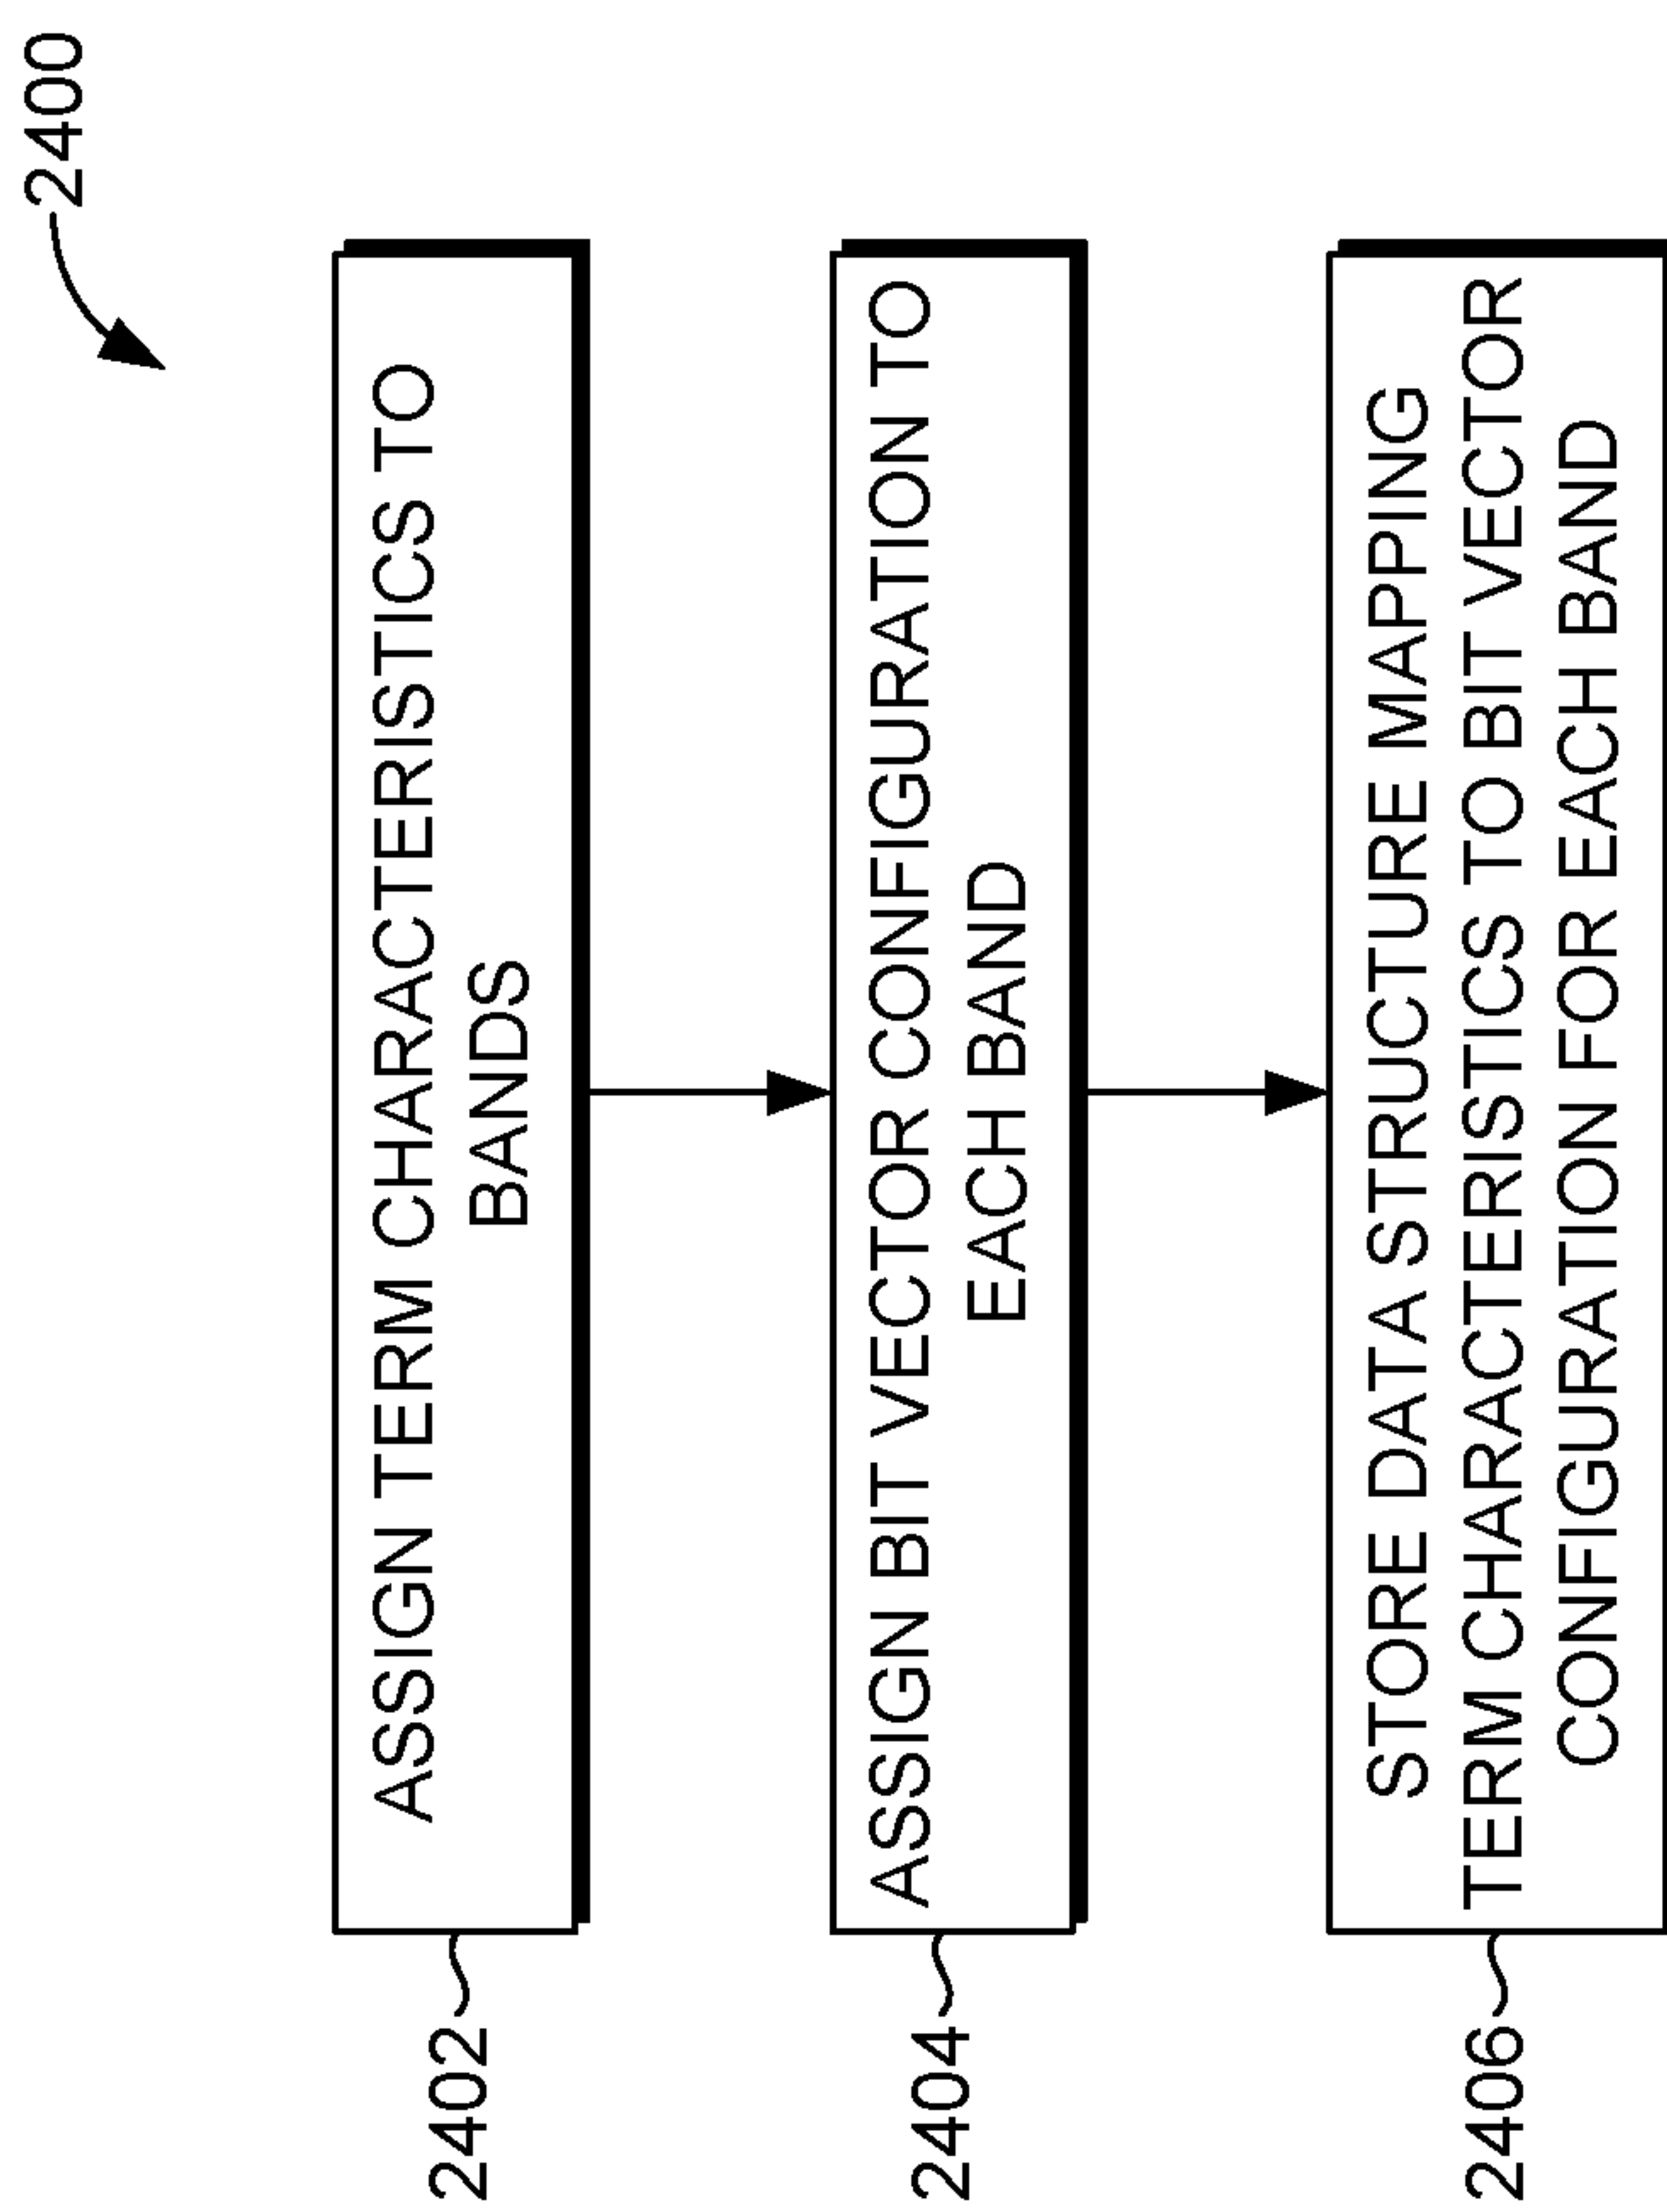 2400
2402
ASSIGN TERM CHARACTERISTICS TO
BANDS
2404
ASSIGN BIT VECTOR CONFIGURATION TO
EACH BAND
2406
STORE DATA STRUCTURE MAPPING
TERM CHARACTERISTICS TO BIT VECTOR
CONFIGURATION FOR EACH BAND